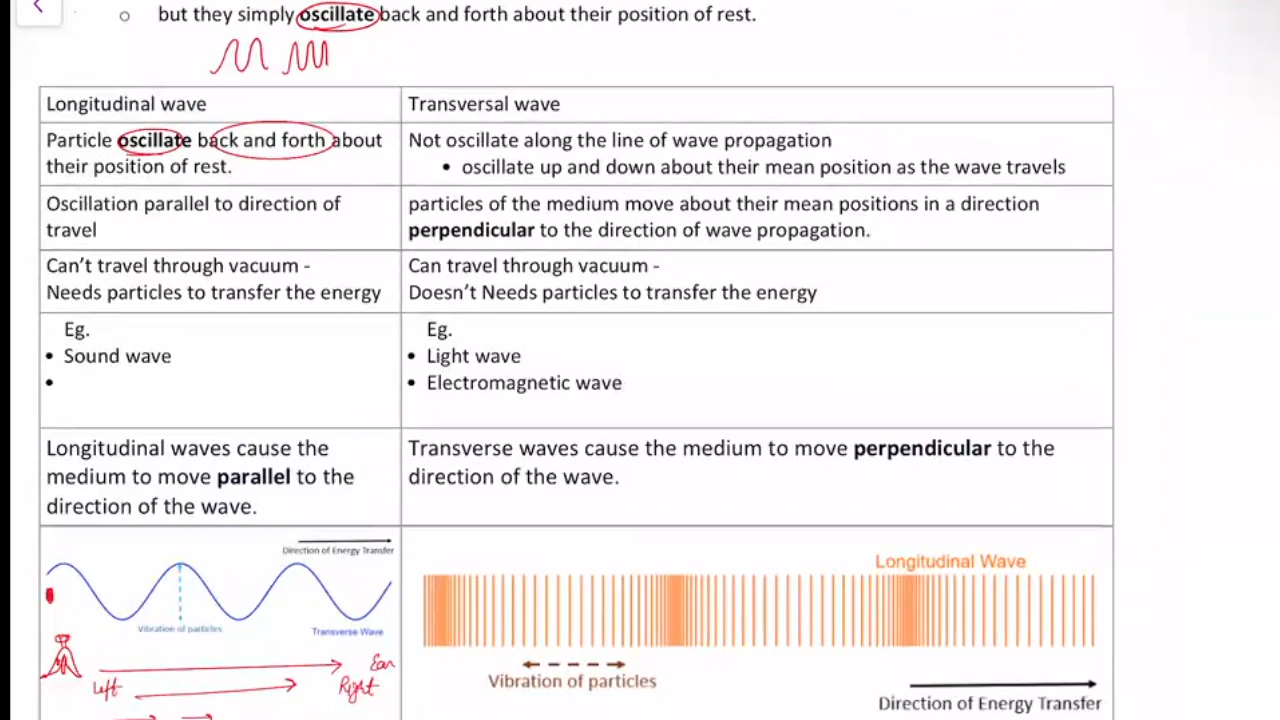 but they simply oscillate back and forth about their position of rest.
Longitudinal wave
Transversal wave
Particle oscillate back and forth about
their position of rest.
Not oscillate along the line of wave propagation
• oscillate up and down about their mean position as the wave travels
Oscillation parallel to direction of
travel
particles of the medium move about their mean positions in a direction
perpendicular to the direction of wave propagation.
Can't travel through vacuum -
Needs particles to transfer the energy
Can travel through vacuum -
Doesn't Needs particles to transfer the energy
Eg.
• Sound wave
•
Eg.
• Light wave
• Electromagnetic wave
Longitudinal waves cause the
medium to move parallel to the
direction of the wave.
Transverse waves cause the medium to move perpendicular to the
direction of the wave.
Direction of Energy Transfer
Vibration of particles
Transverse Wave
Ear
Left
Right
Longitudinal Wave
Vibration of particles
Direction of Energy Transfer